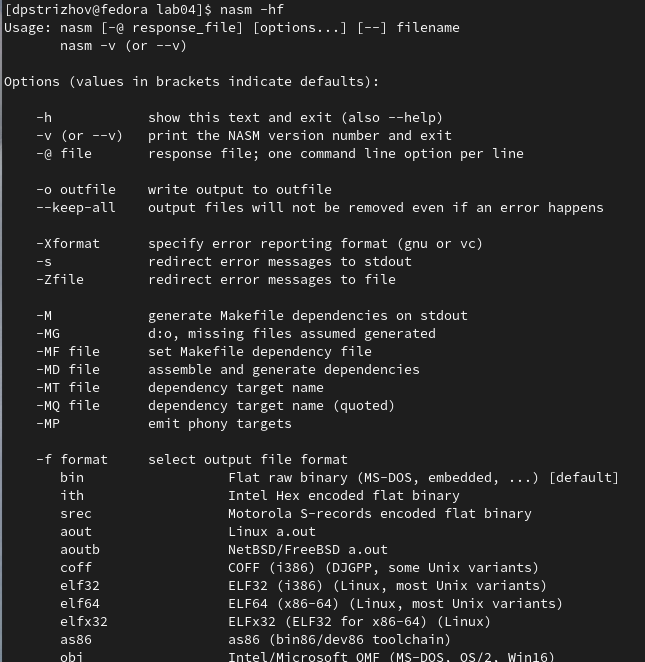 [dpstrizhov@fedora lab04]$ nasm -hf
Usage: nasm [-@ response_file] [options...] [--] filename
       nasm -v (or --v)

Options (values in brackets indicate defaults):

    -h            show this text and exit (also --help)
    -v (or --v)   print the NASM version number and exit
    -@ file       response file; one command line option per line

    -o outfile    write output to outfile
    --keep-all    output files will not be removed even if an error happens

    -Xformat      specify error reporting format (gnu or vc)
    -s            redirect error messages to stdout
    -Zfile        redirect error messages to file

    -M            generate Makefile dependencies on stdout
    -MG           d:o, missing files assumed generated
    -MF file      set Makefile dependency file
    -MD file      assemble and generate dependencies
    -MT file      dependency target name
    -MQ file      dependency target name (quoted)
    -MP           emit phony targets

    -f format     select output file format
       bin                  Flat raw binary (MS-DOS, embedded, ...) [default]
       ith                  Intel Hex encoded flat binary
       srec                 Motorola S-records encoded flat binary
       aout                 Linux a.out
       aoutb                NetBSD/FreeBSD a.out
       coff                 COFF (i386) (DJGPP, some Unix variants)
       elf32                ELF32 (i386) (Linux, most Unix variants)
       elf64                ELF64 (x86-64) (Linux, most Unix variants)
       elfx32               ELFx32 (ELF32 for x86-64) (Linux)
       as86                 as86 (bin86/dev86 toolchain)
       obj                  Intel/Microsoft OMF (MS-DOS, OS/2, Win16)